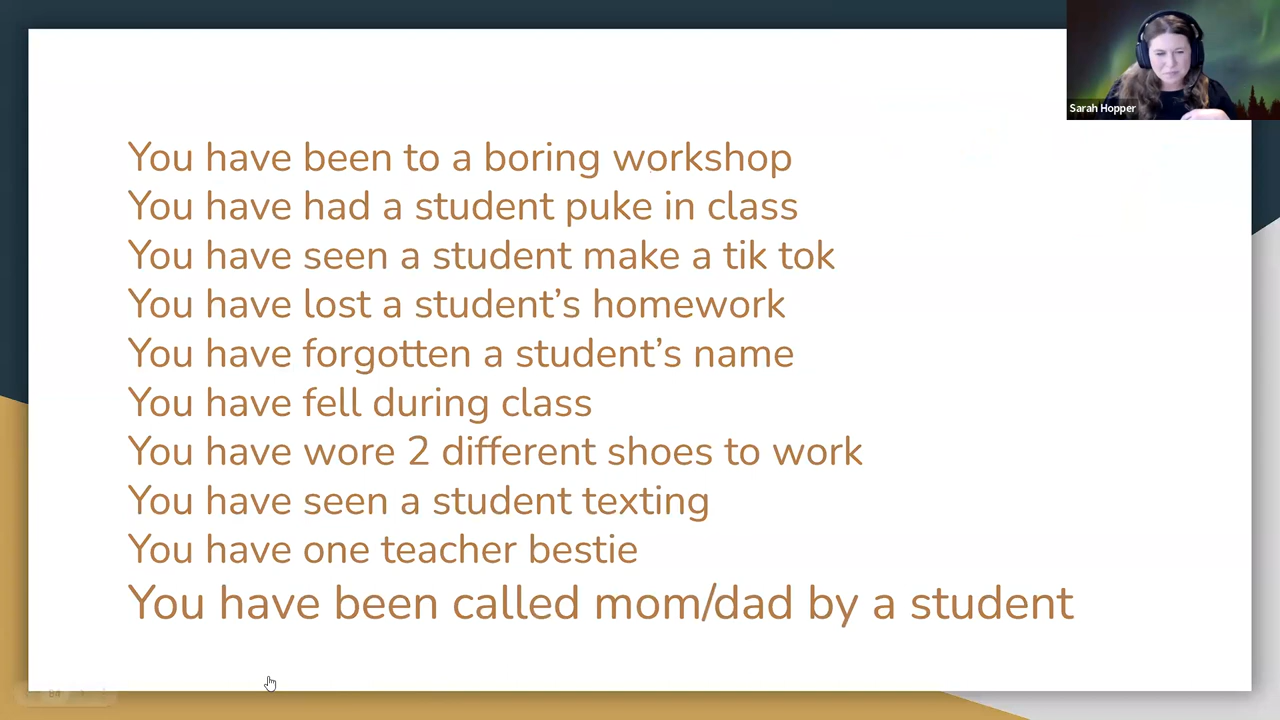 Sarah Hopper
You have been to a boring workshop
You have had a student puke in class
You have seen a student make a tik tok
You have lost a student’s homework
You have forgotten a student’s name
You have fell during class
You have wore 2 different shoes to work
You have seen a student texting
You have one teacher bestie
You have been called mom/dad by a student